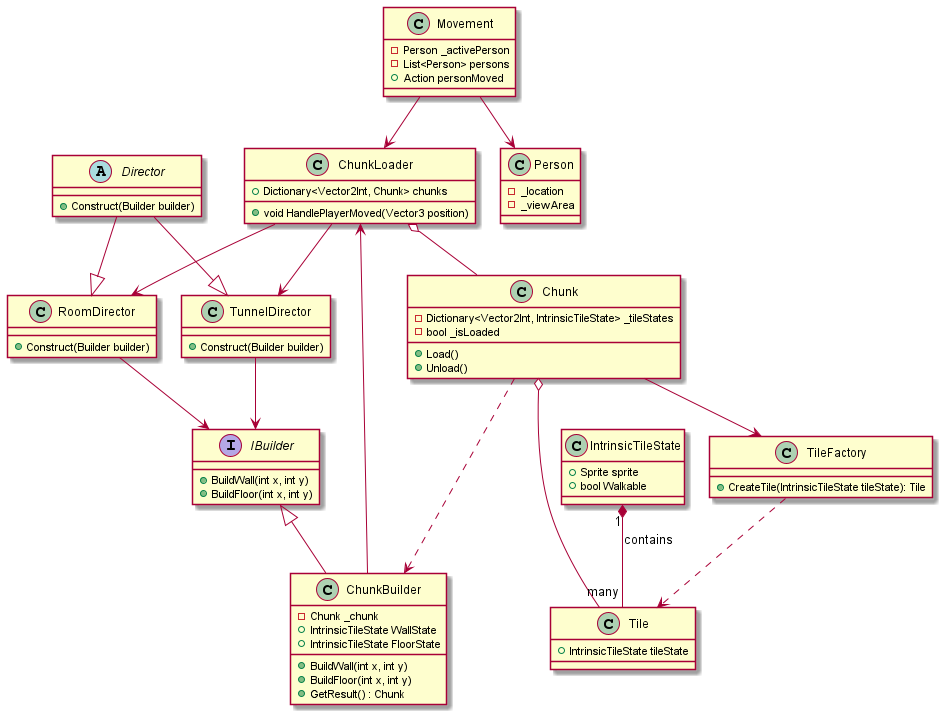 C Movement
Person _activePerson
List<Person> persons
Action personMoved
A Director
Construct(Builder builder)
C ChunkLoader
Dictionary<Vector2Int, Chunk> chunks
void HandlePlayerMoved(Vector3 position)
C Person
_location
_viewArea
C RoomDirector
Construct(Builder builder)
C TunnelDirector
Construct(Builder builder)
C Chunk
Dictionary<Vector2Int, IntrinsicTileState> _tileStates
bool _isLoaded
Load()
Unload()
I IBuilder
BuildWall(int x, int y)
BuildFloor(int x, int y)
C IntrinsicTileState
Sprite sprite
bool Walkable
C TileFactory
CreateTile(IntrinsicTileState tileState): Tile
1
contains
many
C ChunkBuilder
Chunk _chunk
IntrinsicTileState WallState
IntrinsicTileState FloorState
BuildWall(int x, int y)
BuildFloor(int x, int y)
GetResult() : Chunk
C Tile
IntrinsicTileState tileState